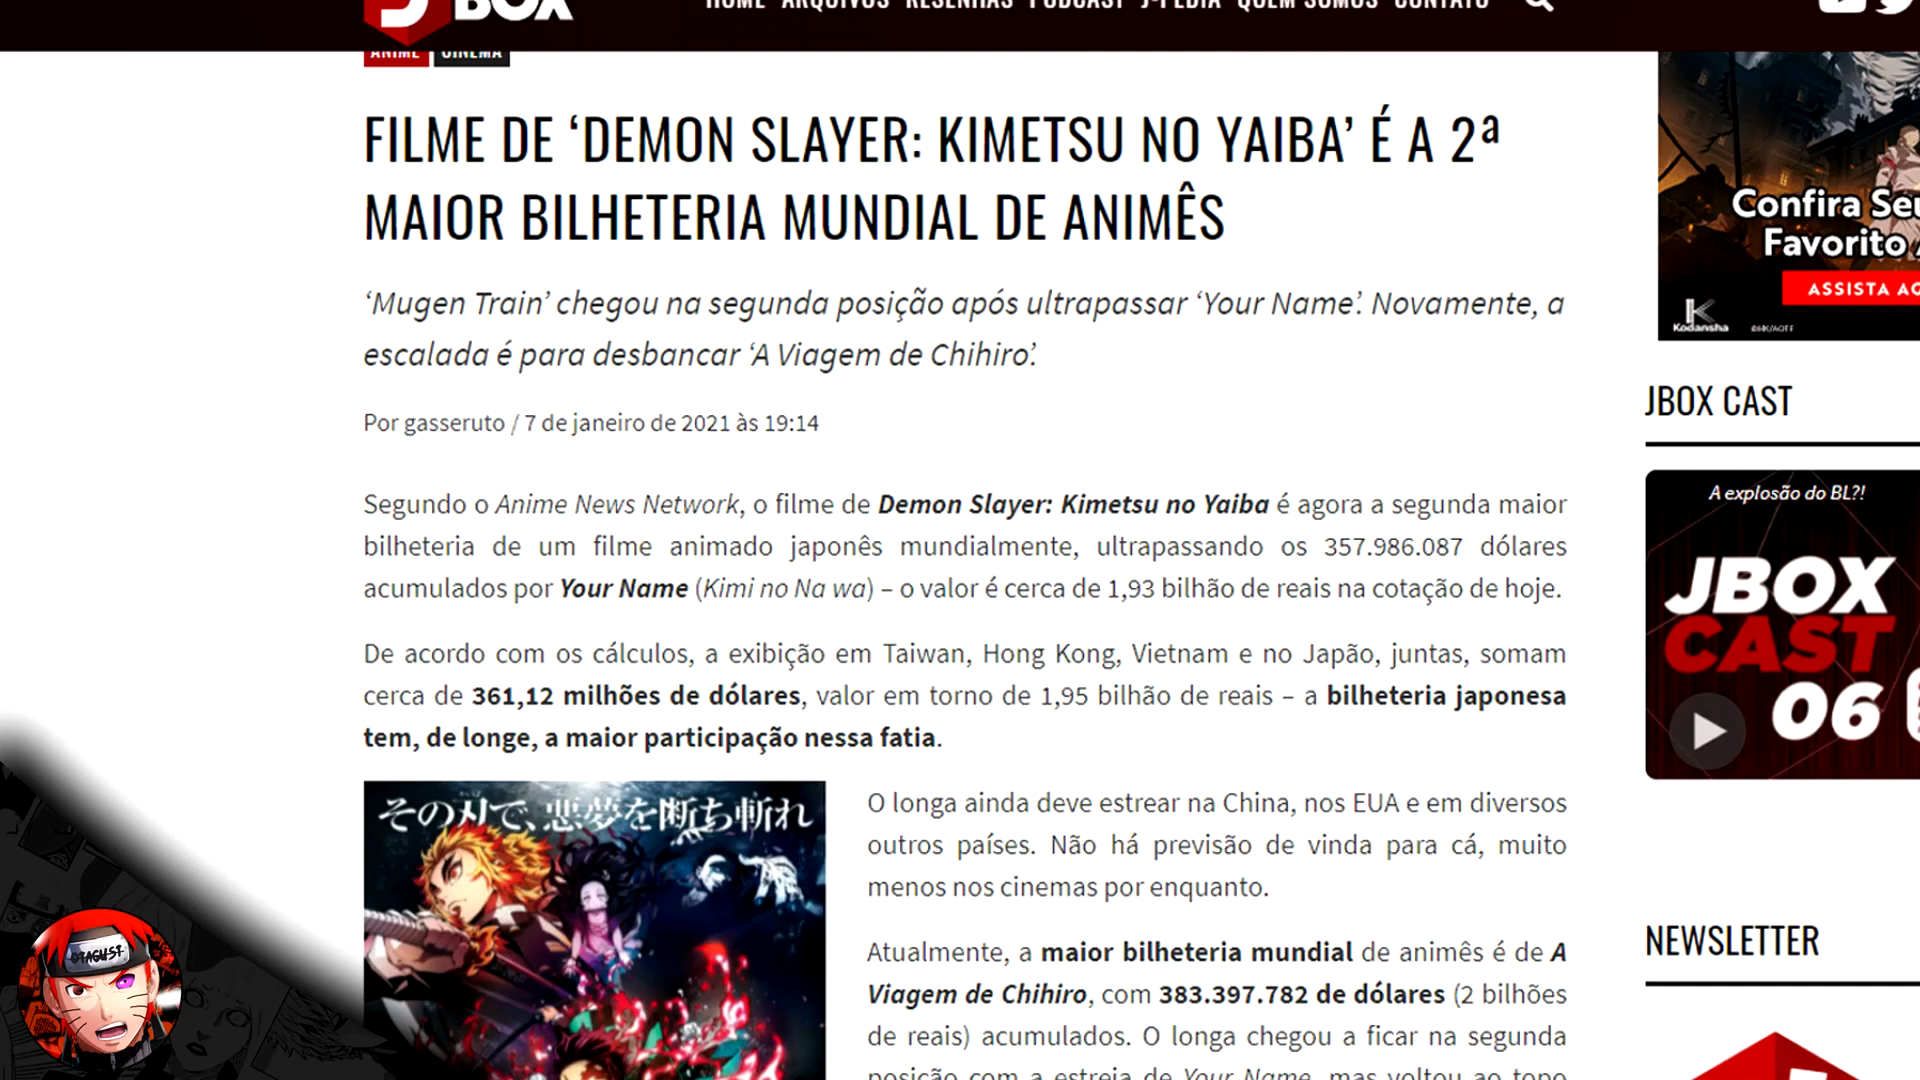 BOX
HOME ARQUIVOS RESENHAS PODCAST J-PEDIA QUEM SOMOS CONTATO
ANIME CINEMA
FILME DE ‘DEMON SLAYER: KIMETSU NO YAIBA’ É A 2ª
MAIOR BILHETERIA MUNDIAL DE ANIMÊS
‘Mugen Train’ chegou na segunda posição após ultrapassar ‘Your Name’. Novamente, a
escalada é para desbancar ‘A Viagem de Chihiro’.
Por gasseruto / 7 de janeiro de 2021 às 19:14
Segundo o Anime News Network, o filme de Demon Slayer: Kimetsu no Yaiba é agora a segunda maior
bilheteria de um filme animado japonês mundialmente, ultrapassando os 357.986.087 dólares
acumulados por Your Name (Kimi no Na wa) – o valor é cerca de 1,93 bilhão de reais na cotação de hoje.
De acordo com os cálculos, a exibição em Taiwan, Hong Kong, Vietnam e no Japão, juntas, somam
cerca de 361,12 milhões de dólares, valor em torno de 1,95 bilhão de reais – a bilheteria japonesa
tem, de longe, a maior participação nessa fatia.
その刃で、悪夢を断ち斬れ
O longa ainda deve estrear na China, nos EUA e em diversos
outros países. Não há previsão de vinda para cá, muito
menos nos cinemas por enquanto.
Atualmente, a maior bilheteria mundial de animês é de A
Viagem de Chihiro, com 383.397.782 de dólares (2 bilhões
de reais) acumulados. O longa chegou a ficar na segunda
posição com a estreia de Your Name, mas voltou ao topo
Confira Seu
Favorito
ASSISTA AG
Kodansha
JBOX CAST
A explosão do BL?!
JBOX
CAST
06
NEWSLETTER
OTAGUSI